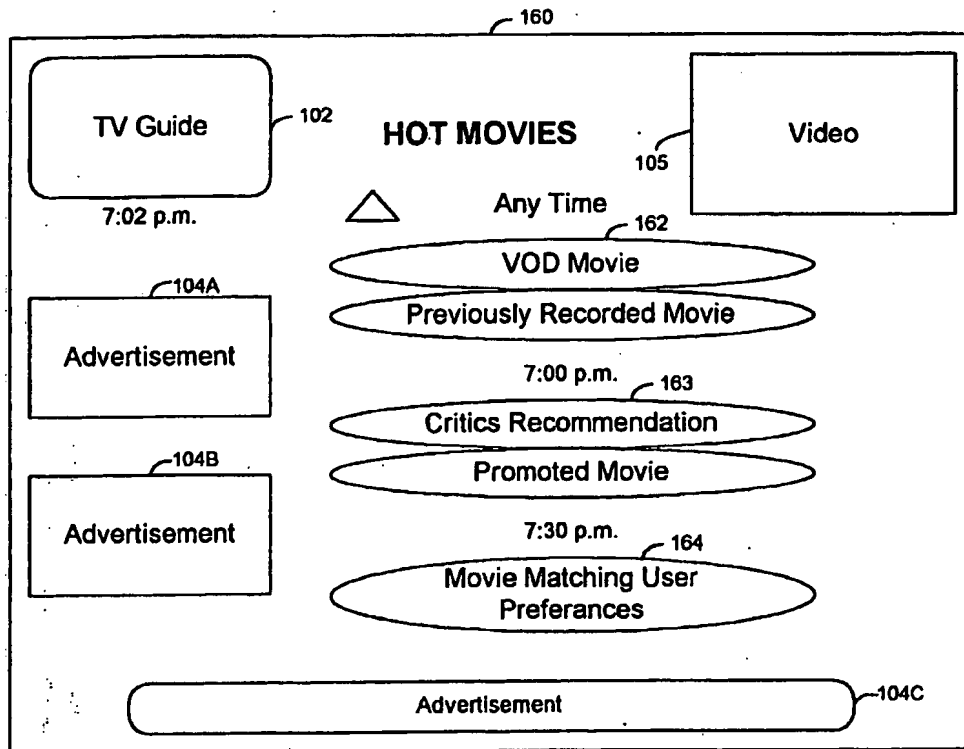 160
TV Guide
102
HOT MOVIES
Video
105
7:02 p.m.
Any Time
162
VOD Movie
Previously Recorded Movie
104A
Advertisement
7:00 p.m.
163
Critics Recommendation
Promoted Movie
104B
Advertisement
7:30 p.m.
164
Movie Matching User
Preferances
Advertisement
104C